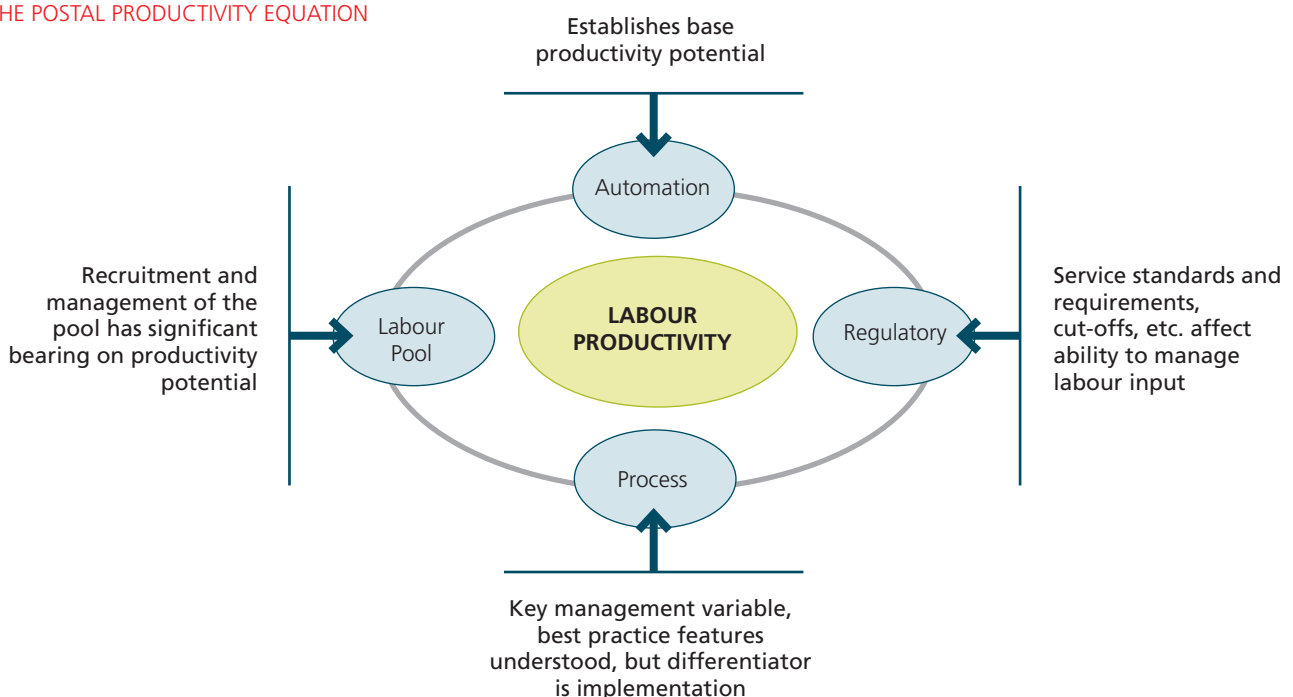 HE POSTAL PRODUCTIVITY EQUATION
Establishes base
productivity potential
Automation
Recruitment and
management of the
pool has significant
bearing on productivity
potential
Labour
Pool
LABOUR
PRODUCTIVITY
Regulatory
Service standards and
requirements,
cut-offs, etc. affect
ability to manage
labour input
Process
Key management variable,
best practice features
understood, but differentiator
is implementation